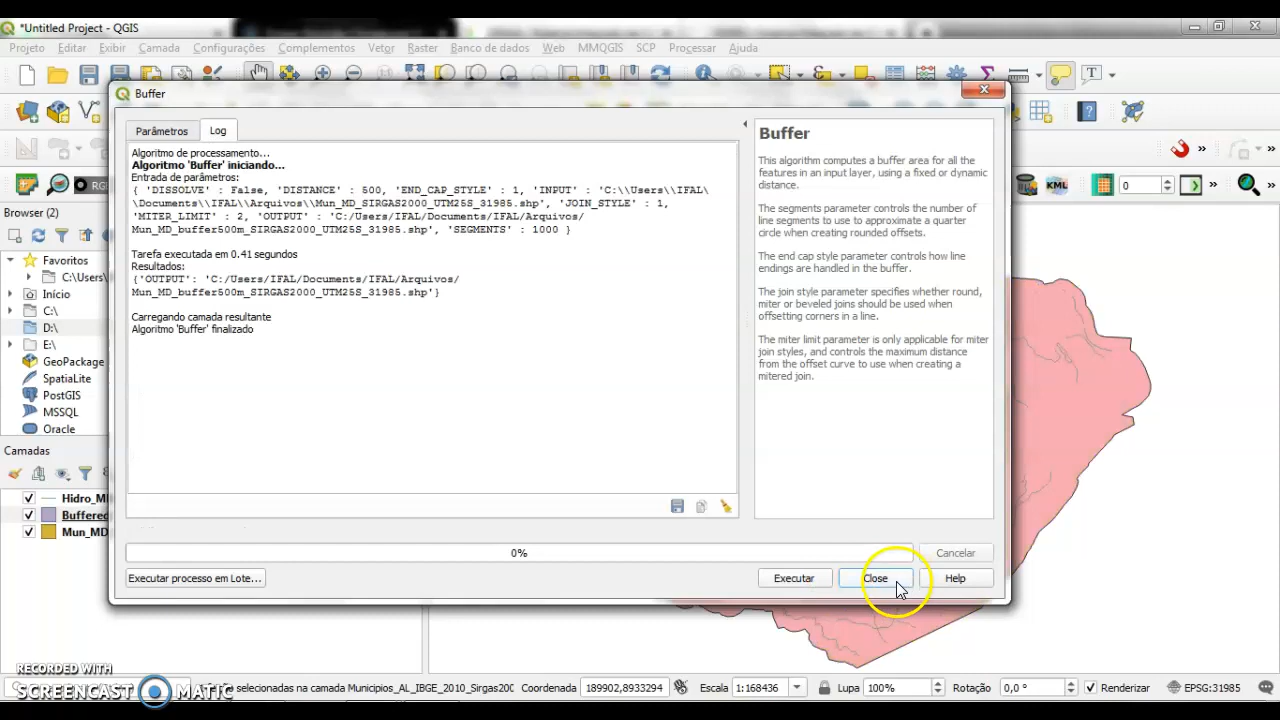 *Untitled Project - QGIS
Projeto Editar Exibir Camada Configurações Complementos Vetor Raster Banco de dados Web MMQGIS SCP Processar Ajuda
Buffer
Parâmetros Log
Algoritmo de processamento...
Algoritmo 'Buffer' iniciando...
Entrada de parâmetros:
{ 'DISSOLVE' : False, 'DISTANCE' : 500, 'END_CAP_STYLE' : 1, 'INPUT' : 'C:\\Users\\IFAL\
\Documents\\IFAL\\Arquivos\\Mun_MD_SIRGAS2000_UTM25S_31985.shp', 'JOIN_STYLE' : 1,
'MITER_LIMIT' : 2, 'OUTPUT' : 'C:/Users/IFAL/Documents/IFAL/Arquivos/
Mun_MD_buffer500m_SIRGAS2000_UTM25S_31985.shp', 'SEGMENTS' : 1000 }
Tarefa executada em 0.41 segundos
Resultados:
{'OUTPUT': 'C:/Users/IFAL/Documents/IFAL/Arquivos/
Mun_MD_buffer500m_SIRGAS2000_UTM25S_31985.shp'}
Carregando camada resultante
Algoritmo 'Buffer' finalizado
Buffer
This algorithm computes a buffer area for all the
features in an input layer, using a fixed or dynamic
distance.
The segments parameter controls the number of
line segments to use to approximate a quarter
circle when creating rounded offsets.
The end cap style parameter controls how line
endings are handled in the buffer.
The join style parameter specifies whether round,
miter or beveled joins should be used when
offsetting corners in a line.
The miter limit parameter is only applicable for miter
join styles, and controls the maximum distance
from the offset curve to use when creating a
mitered join.
0%
Cancelar
Executar processo em Lote...
Executar Close Help
KML 0
Browser (2)
Favoritos
C:\Users\
Início
C:\
D:\
E:\
GeoPackage
SpatiaLite
PostGIS
MSSQL
Oracle
Camadas
Hidro_M
Buffered
Mun_MD
RECORDED WITH
SCREENCAST MATIC
selecionadas na camada Municipios_AL_IBGE_2010_Sirgas200 Coordenada 189902,8933294 Escala 1:168436 Lupa 100% Rotação 0,0 ° Renderizar EPSG:31985